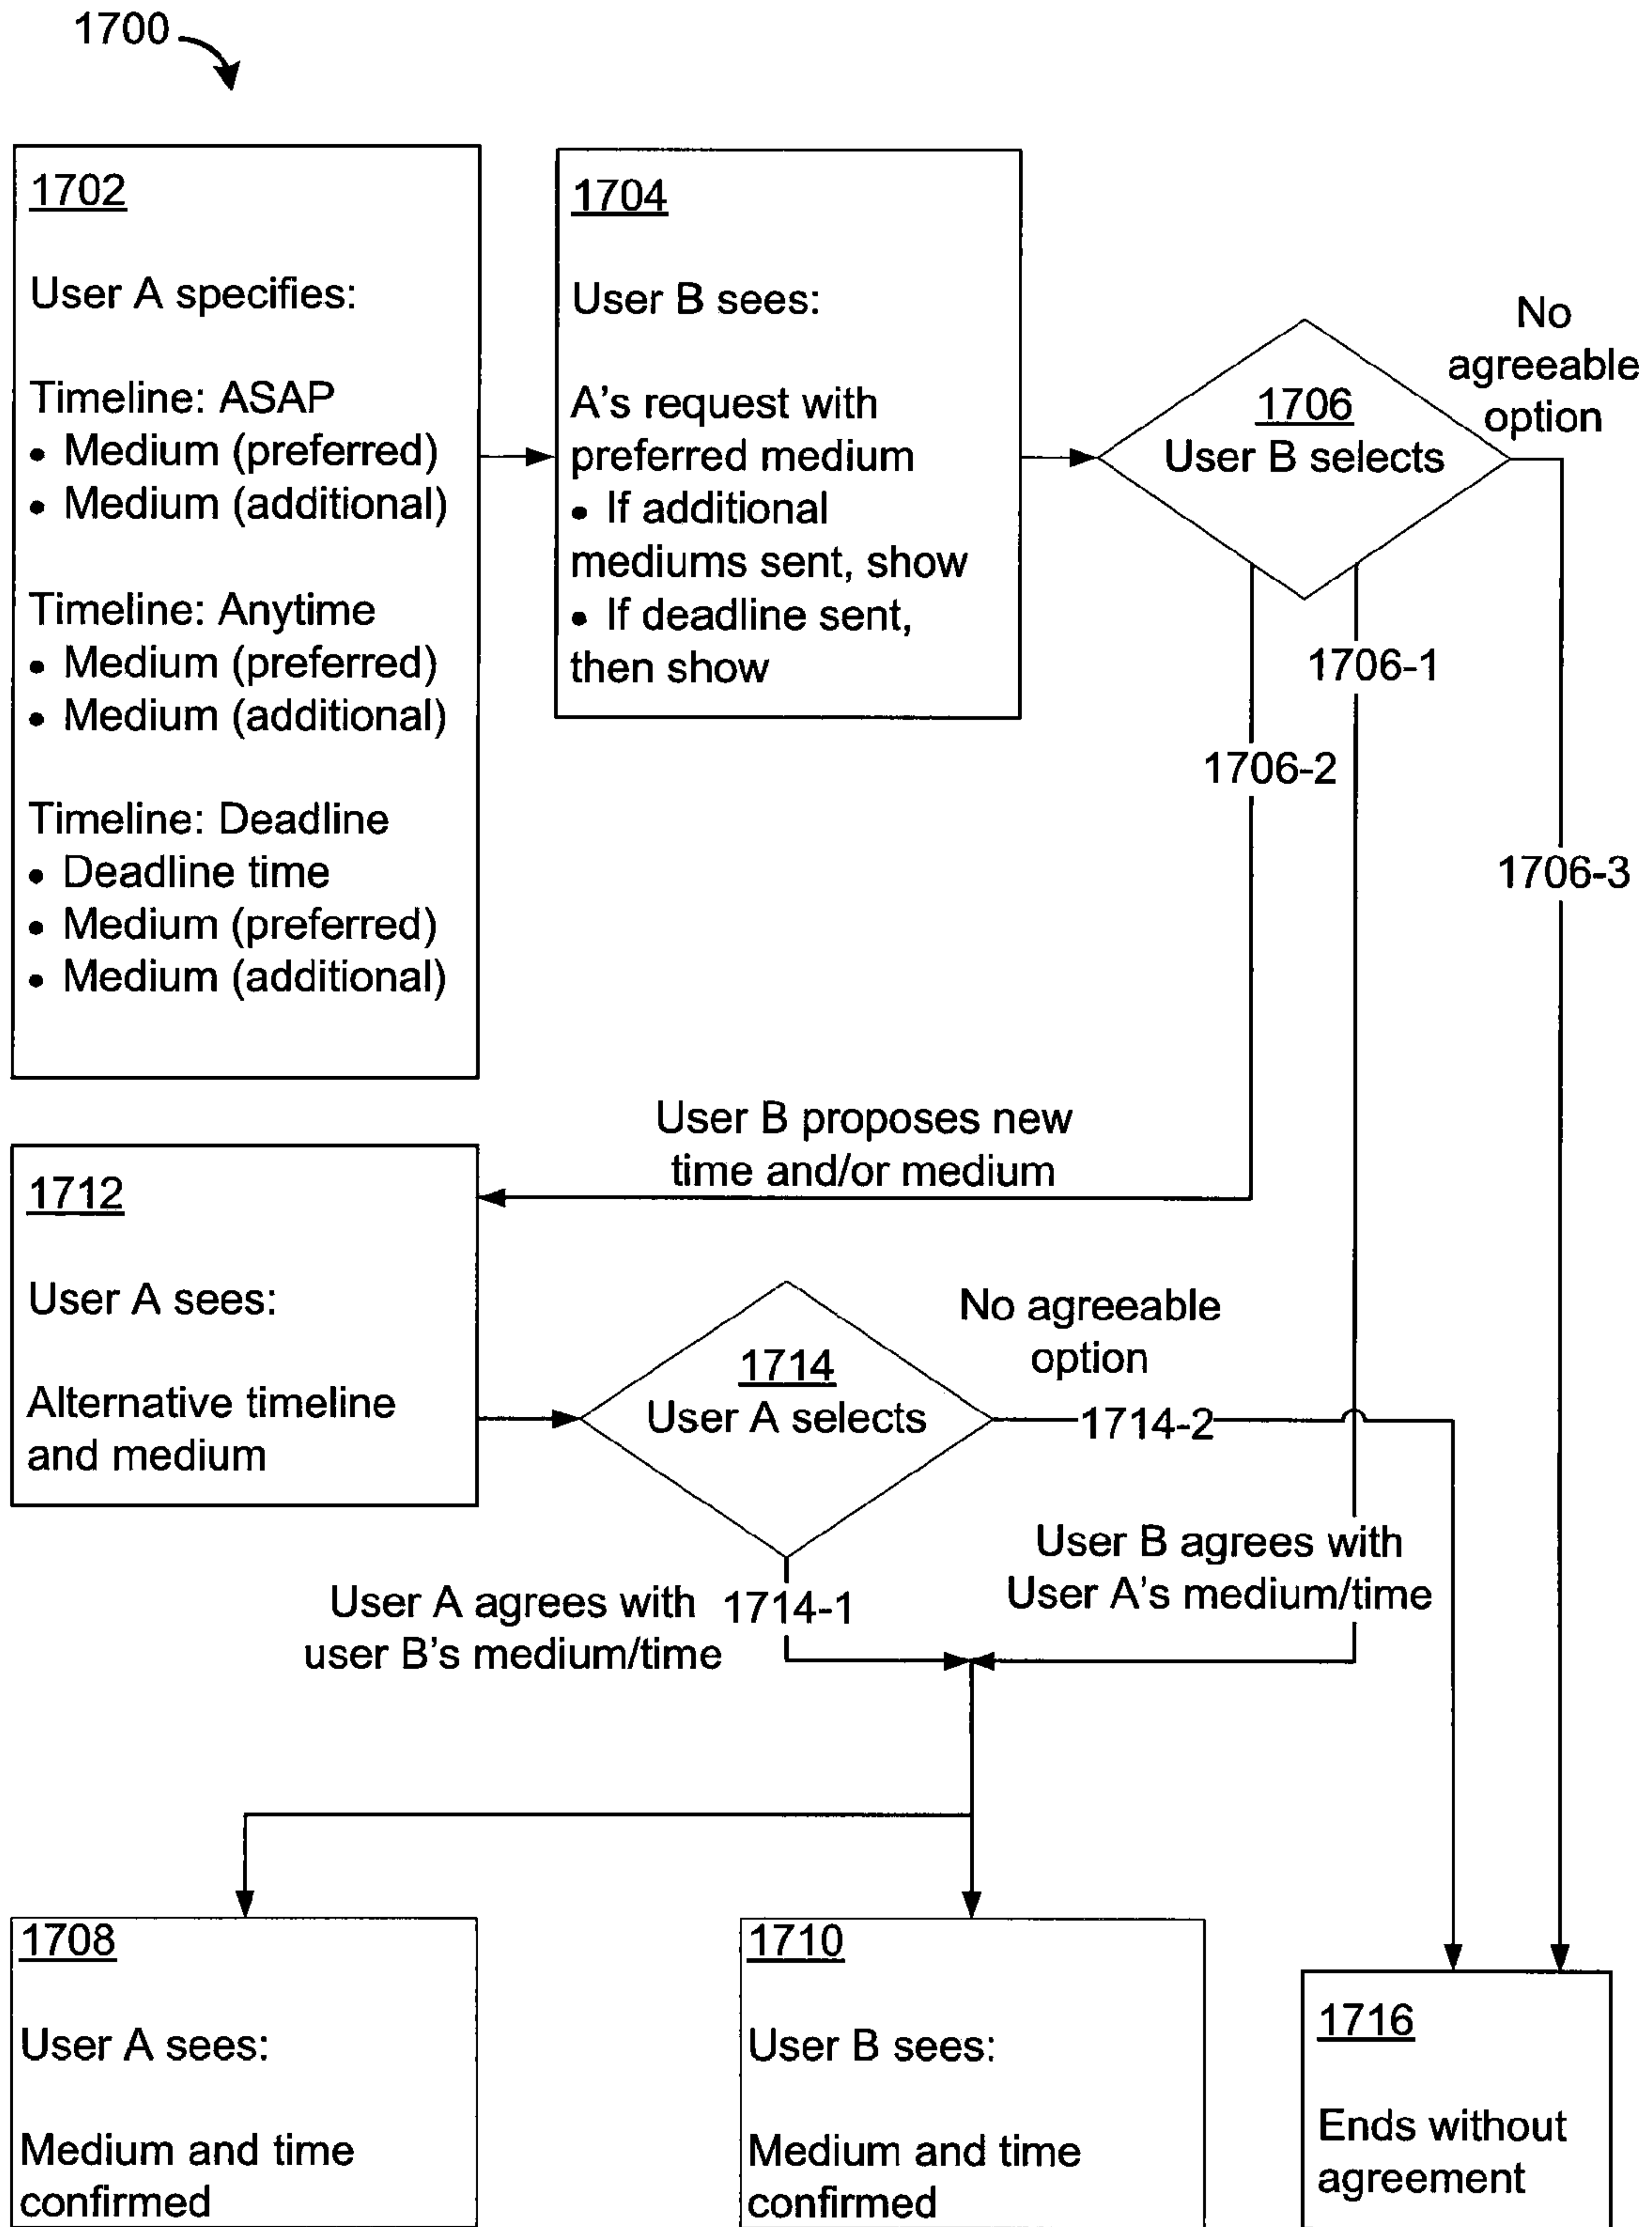 1700
1702
User A specifies:
Timeline: ASAP
• Medium (preferred)
• Medium (additional)
Timeline: Anytime
• Medium (preferred)
• Medium (additional)
Timeline: Deadline
• Deadline time
• Medium (preferred)
• Medium (additional)
1704
User B sees:
A's request with
preferred medium
• If additional
mediums sent, show
• If deadline sent,
then show
1706
User B selects
No
agreeable
option
1706-1
1706-2
1706-3
User B proposes new
time and/or medium
1712
User A sees:
Alternative timeline
and medium
1714
User A selects
No agreeable
option
1714-2
User A agrees with
user B's medium/time
1714-1
User B agrees with
User A's medium/time
1708
User A sees:
Medium and time
confirmed
1710
User B sees:
Medium and time
confirmed
1716
Ends without
agreement